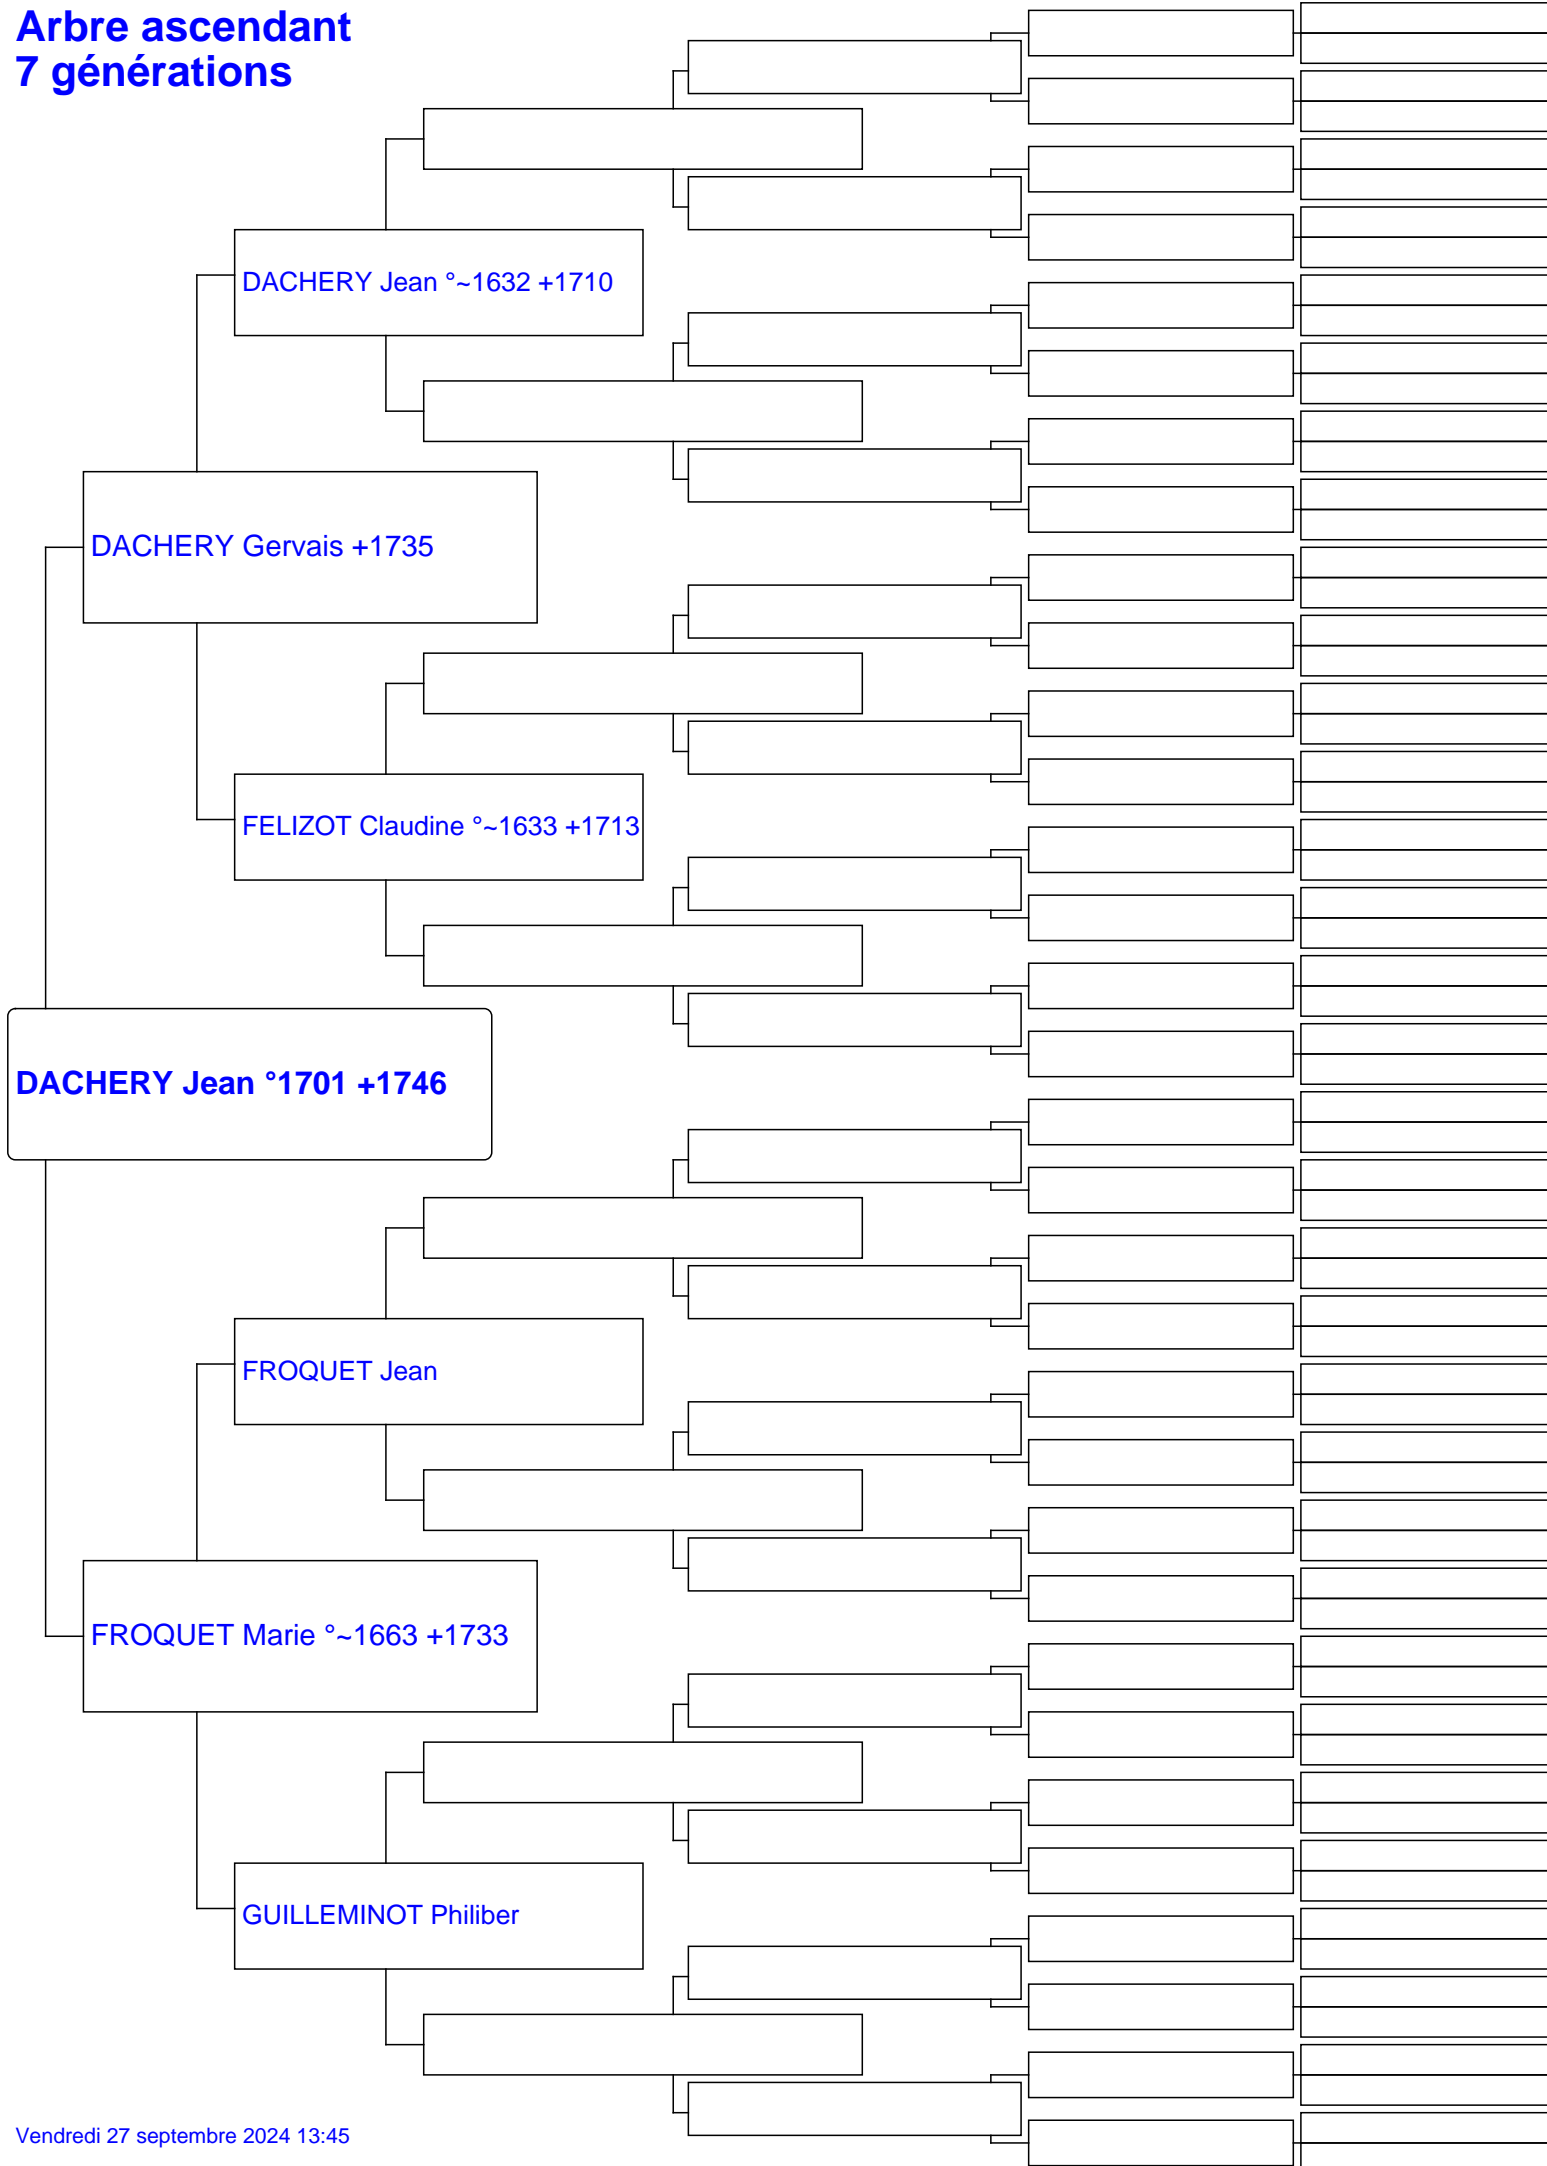 Arbre ascendant
7 générations
DACHERY Jean °~1632 +1710
DACHERY Gervais +1735
FELIZOT Claudine °~1633 +1713
DACHERY Jean °1701 +1746
FROQUET Jean
FROQUET Marie °~1663 +1733
GUILLEMINOT Philiber
Vendredi 27 septembre 2024 13:45